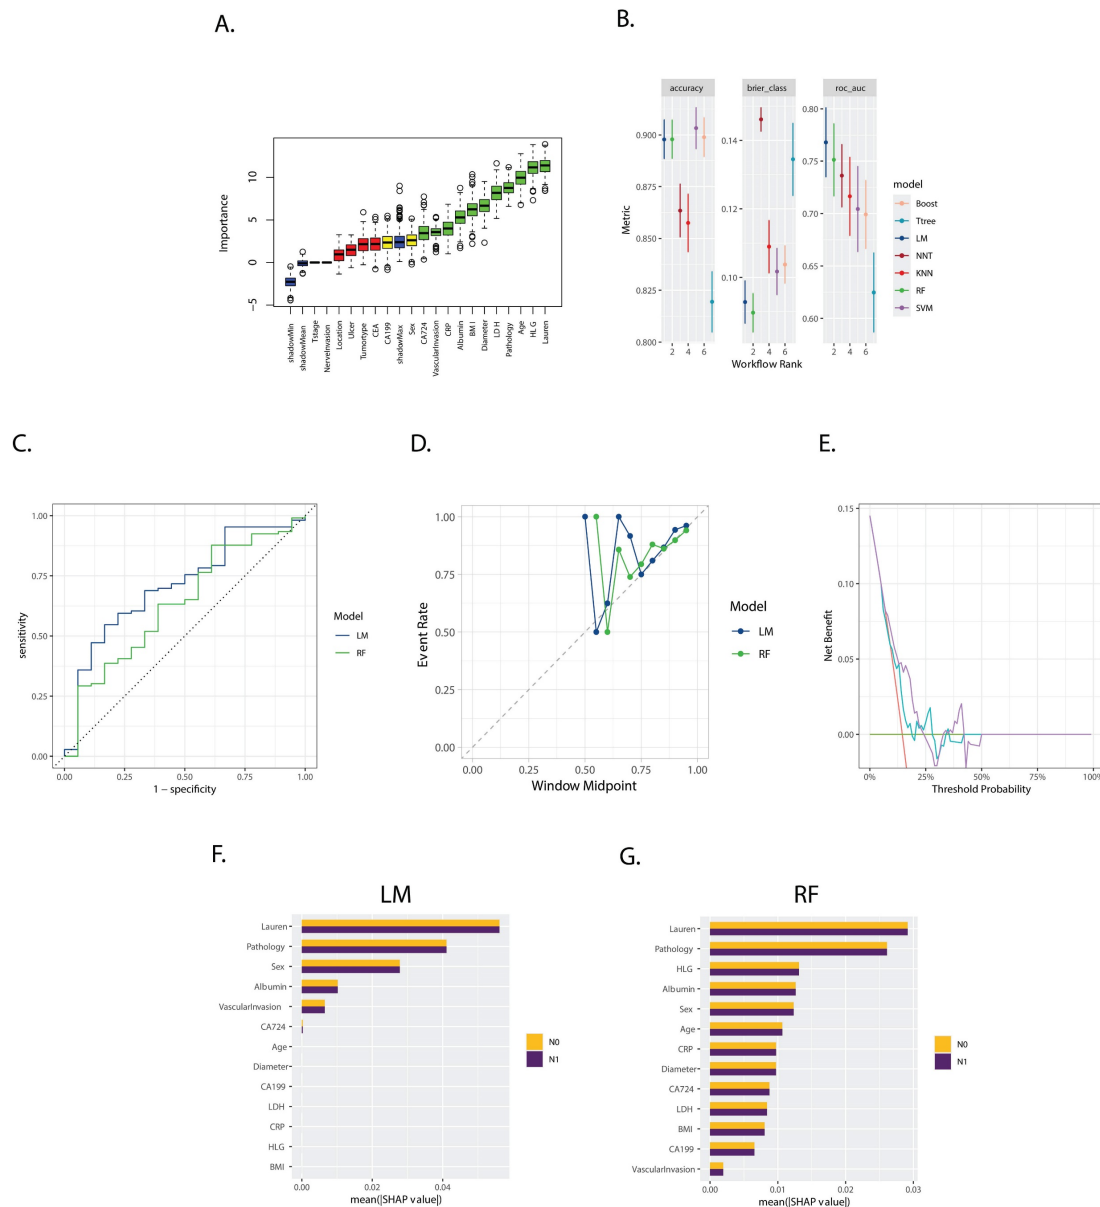 A.
B.
Importance
−5
0
5
10
shadowMin
shadowMean
Tstage
NerveInvasion
Location
Ulcer
Tumortype
CEA
CA199
shadowMax
Sex
CA724
VascularInvasion
CRP
Albumin
BMI
Diameter
LDH
Pathology
Age
HLG
Lauren
accuracy
brier_class
roc_auc
Metric
0.900
0.875
0.850
0.825
0.800
0.14
0.12
0.10
0.80
0.75
0.70
0.65
0.60
2 4 6
2 4 6
2 4 6
Workflow Rank
model
Boost
Ttree
LM
NNT
KNN
RF
SVM
C.
D.
E.
sensitivity
1.00
0.75
0.50
0.25
0.00
0.00 0.25 0.50 0.75 1.00
1 − specificity
Model
LM
RF
Event Rate
1.00
0.75
0.50
0.25
0.00
0.00 0.25 0.50 0.75 1.00
Window Midpoint
Model
LM
RF
Net Benefit
0.15
0.10
0.05
0.00
0% 25% 50% 75% 100%
Threshold Probability
F.
G.
LM
Lauren
Pathology
Sex
Albumin
VascularInvasion
CA724
Age
Diameter
CA199
LDH
CRP
HLG
BMI
0.00 0.02 0.04
mean(|SHAP value|)
N0
N1
RF
Lauren
Pathology
HLG
Albumin
Sex
Age
CRP
Diameter
CA724
LDH
BMI
CA199
VascularInvasion
0.00 0.01 0.02 0.03
mean(|SHAP value|)
N0
N1